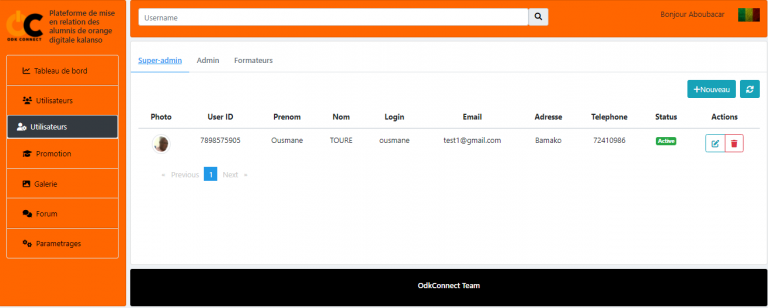 Plateforme de mise
en relation des
alumnis de orange
digitale kalanso
ODK CONNECT
Tableau de bord
Utilisateurs
Utilisateurs
Promotion
Galerie
Forum
Parametrages
Username
Bonjour Aboubacar
Super-admin Admin Formateurs
+Nouveau
Photo User ID Prenom Nom Login Email Adresse Telephone Status Actions
7898575905 Ousmane TOURE ousmane test1@gmail.com Bamako 72410986 Active
« Previous 1 Next »
OdkConnect Team